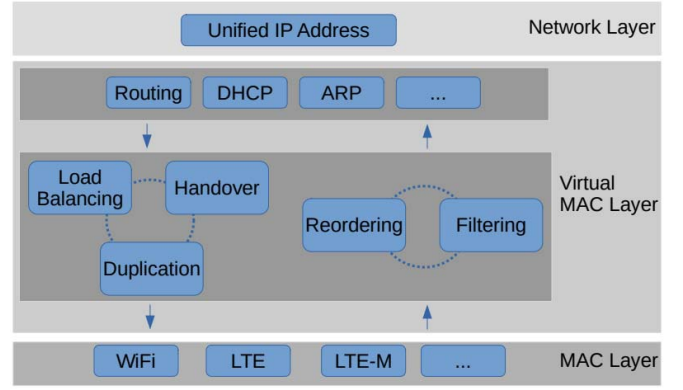 Unified IP Address
Network Layer
Routing
DHCP
ARP
...
Load
Balancing
Handover
Duplication
Reordering
Filtering
Virtual
MAC Layer
WiFi
LTE
LTE-M
...
MAC Layer